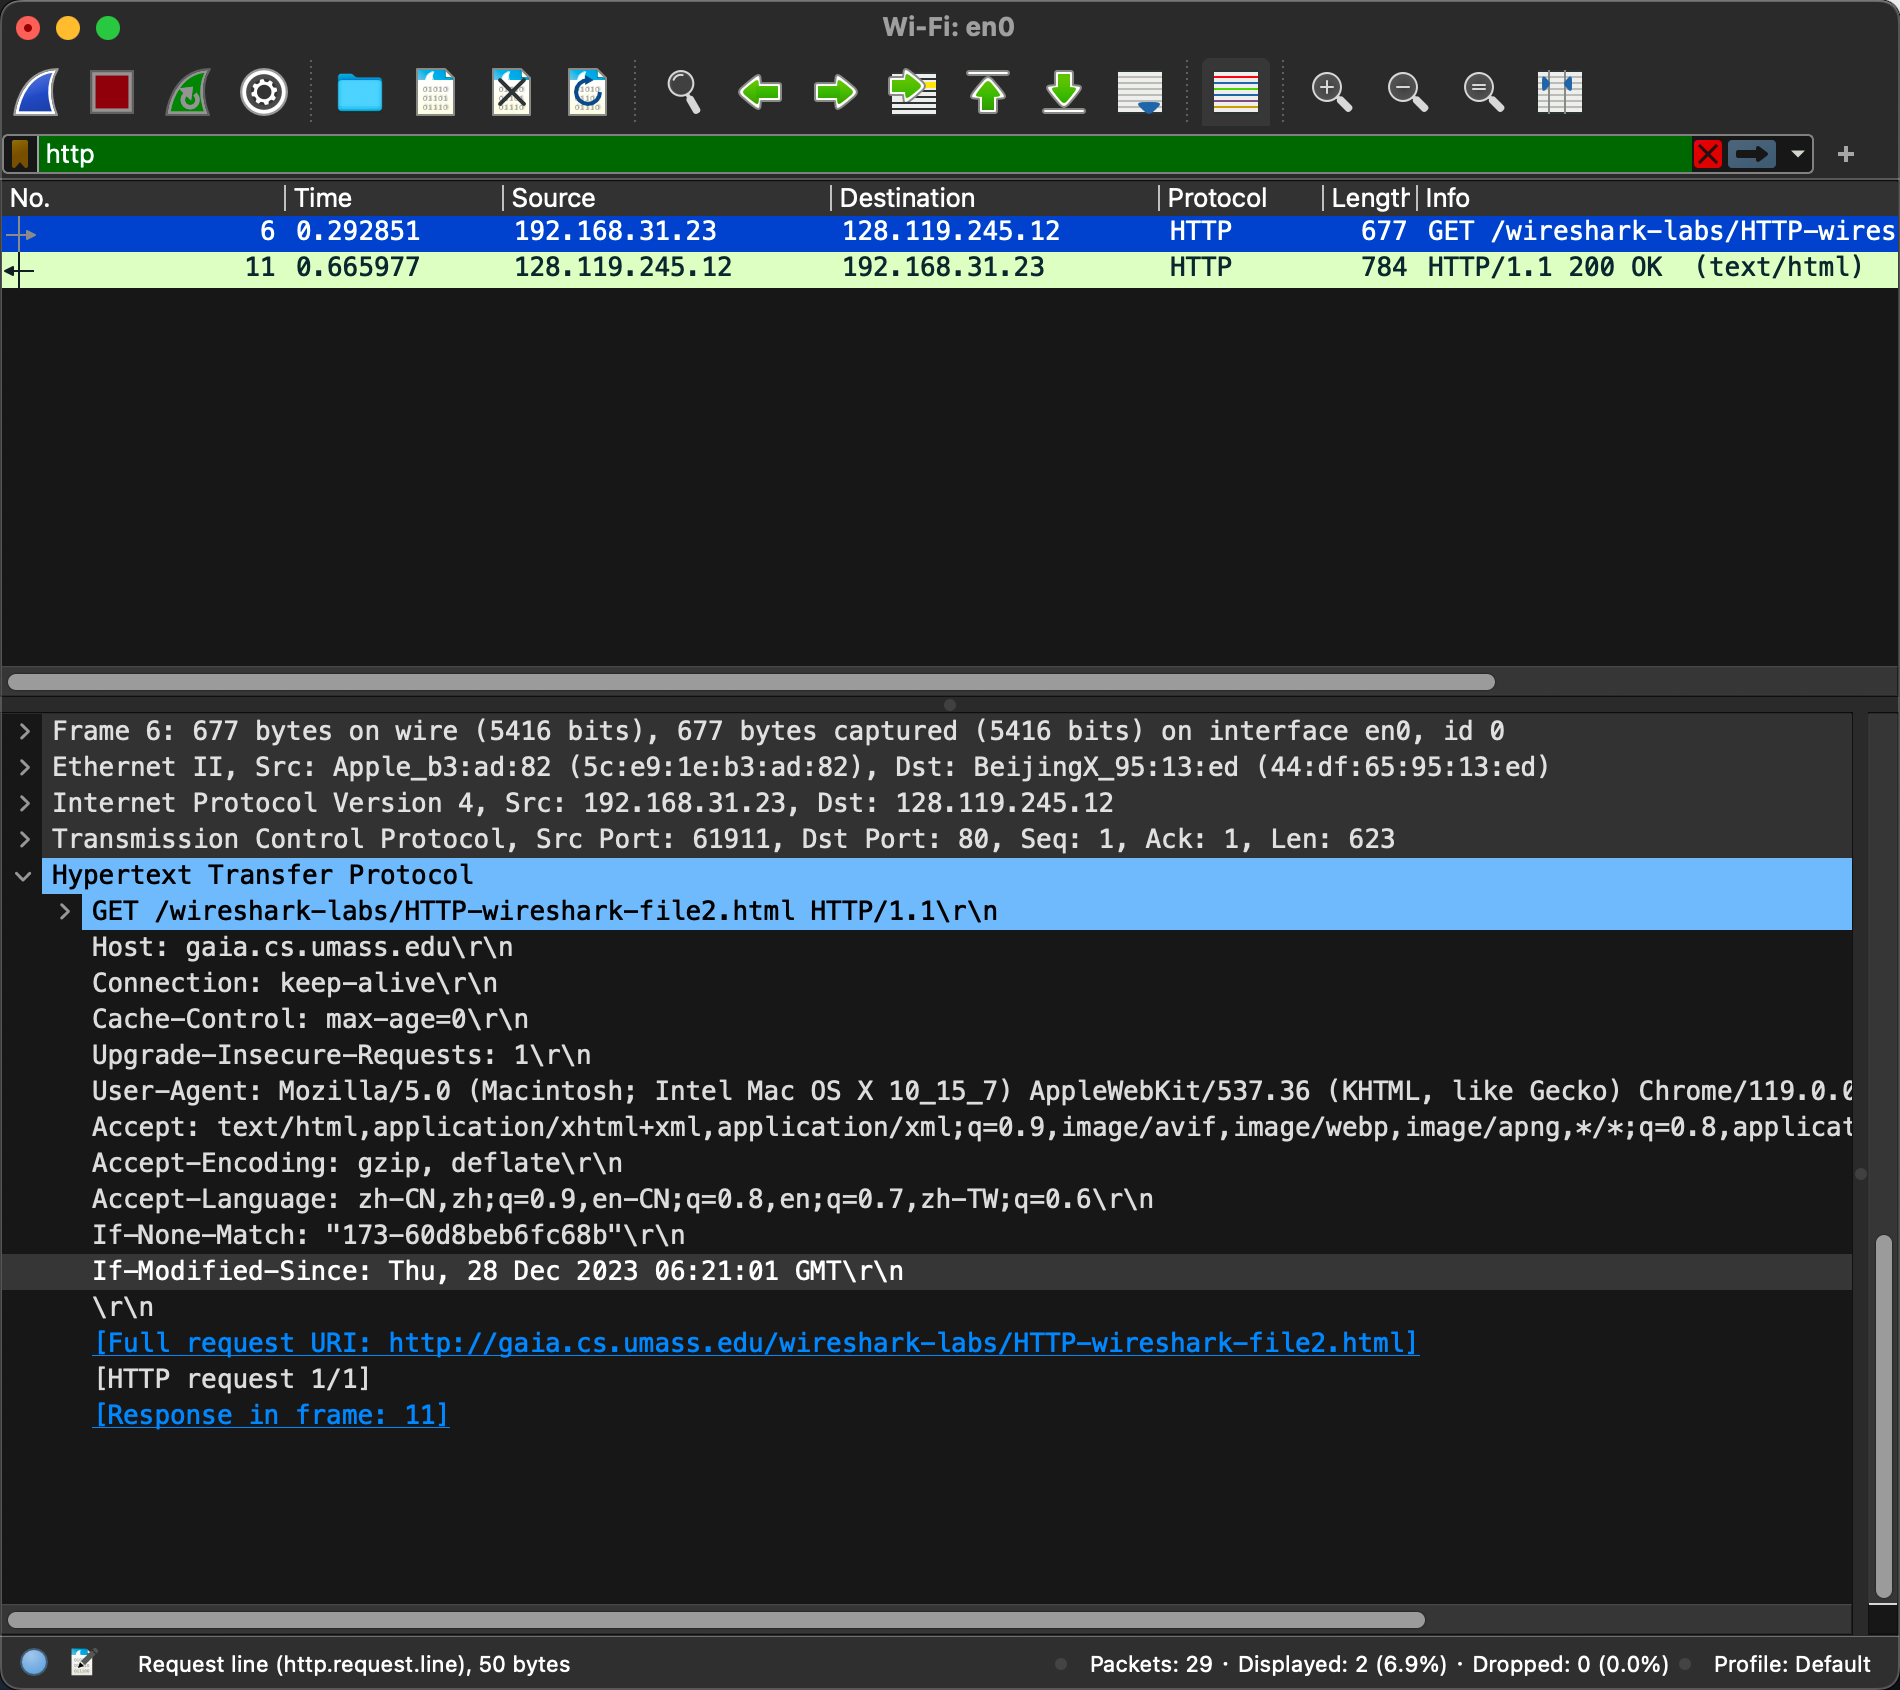 Wi-Fi: en0
http
No. Time Source Destination Protocol Length Info
6 0.292851 192.168.31.23 128.119.245.12 HTTP 677 GET /wireshark-labs/HTTP-wires
11 0.665977 128.119.245.12 192.168.31.23 HTTP 784 HTTP/1.1 200 OK (text/html)
Frame 6: 677 bytes on wire (5416 bits), 677 bytes captured (5416 bits) on interface en0, id 0
Ethernet II, Src: Apple_b3:ad:82 (5c:e9:1e:b3:ad:82), Dst: BeijingX_95:13:ed (44:df:65:95:13:ed)
Internet Protocol Version 4, Src: 192.168.31.23, Dst: 128.119.245.12
Transmission Control Protocol, Src Port: 61911, Dst Port: 80, Seq: 1, Ack: 1, Len: 623
Hypertext Transfer Protocol
GET /wireshark-labs/HTTP-wireshark-file2.html HTTP/1.1\r\n
Host: gaia.cs.umass.edu\r\n
Connection: keep-alive\r\n
Cache-Control: max-age=0\r\n
Upgrade-Insecure-Requests: 1\r\n
User-Agent: Mozilla/5.0 (Macintosh; Intel Mac OS X 10_15_7) AppleWebKit/537.36 (KHTML, like Gecko) Chrome/119.0.0
Accept: text/html,application/xhtml+xml,application/xml;q=0.9,image/avif,image/webp,image/apng,*/*;q=0.8,applicat
Accept-Encoding: gzip, deflate\r\n
Accept-Language: zh-CN,zh;q=0.9,en-CN;q=0.8,en;q=0.7,zh-TW;q=0.6\r\n
If-None-Match: "173-60d8beb6fc68b"\r\n
If-Modified-Since: Thu, 28 Dec 2023 06:21:01 GMT\r\n
\r\n
[Full request URI: http://gaia.cs.umass.edu/wireshark-labs/HTTP-wireshark-file2.html]
[HTTP request 1/1]
[Response in frame: 11]
Request line (http.request.line), 50 bytes
Packets: 29 · Displayed: 2 (6.9%) · Dropped: 0 (0.0%)
Profile: Default